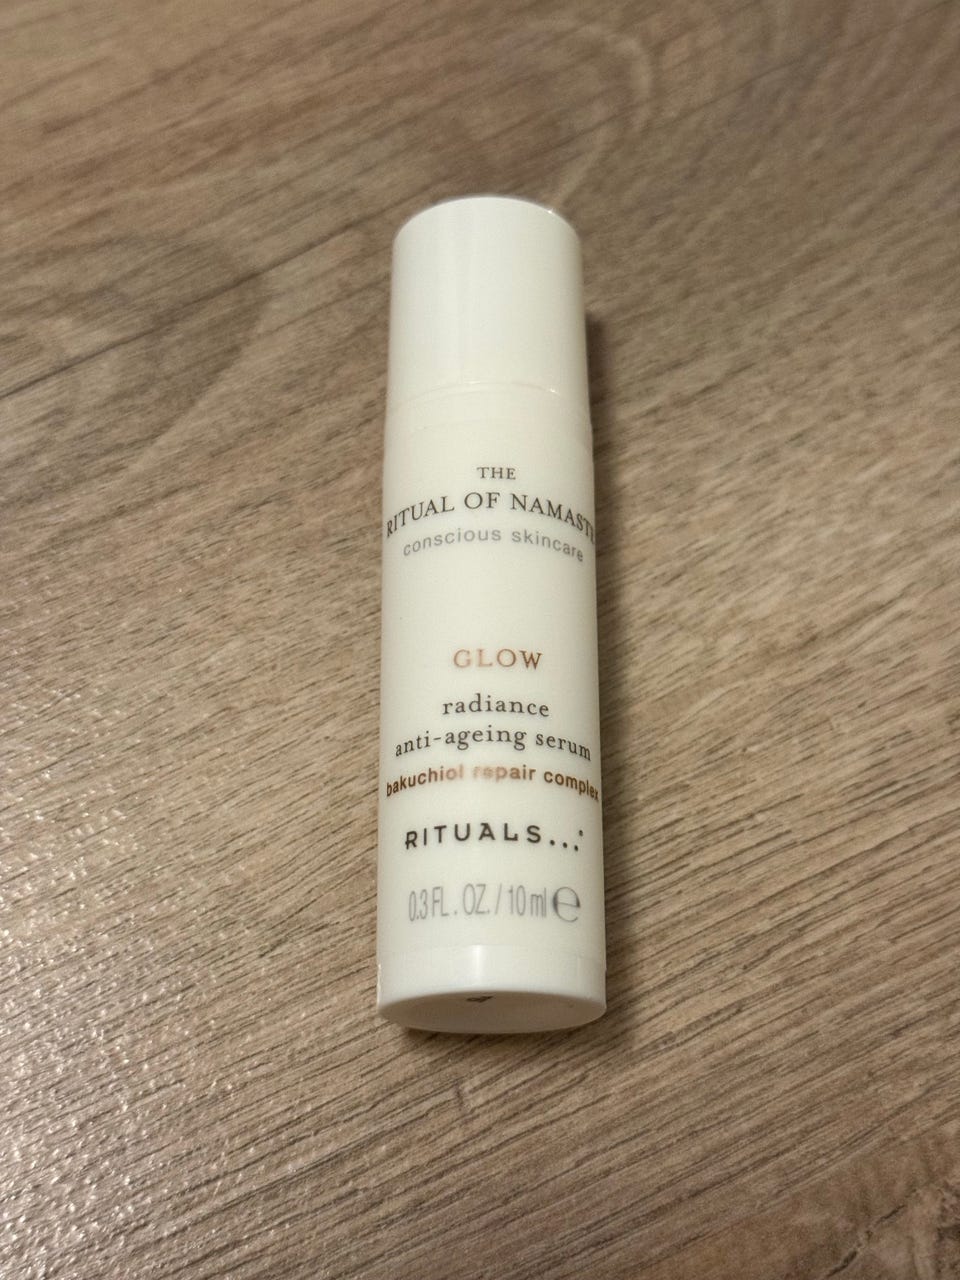 THE
RITUAL OF NAMASTE
conscious skincare
GLOW
radiance
anti-ageing serum
bakuchiol repair complex
RITUALS...
0.3 FL. OZ. / 10 ml ℮